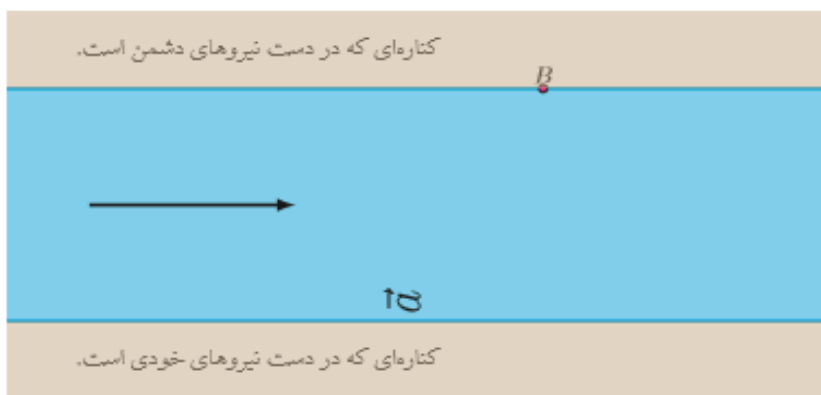 کناره‌ای که در دست نیروهای دشمن است.
B
a
کناره‌ای که در دست نیروهای خودی است.